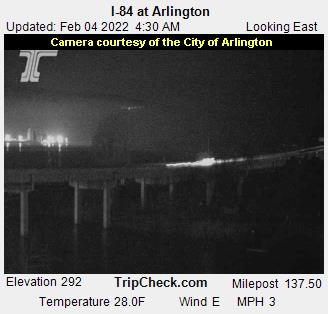 I-84 at Arlington
Updated: Feb 04 2022 4:30 AM Looking East
Camera courtesy of the City of Arlington
Elevation 292 TripCheck.com Milepost 137.50
Temperature 28.0F Wind E MPH 3